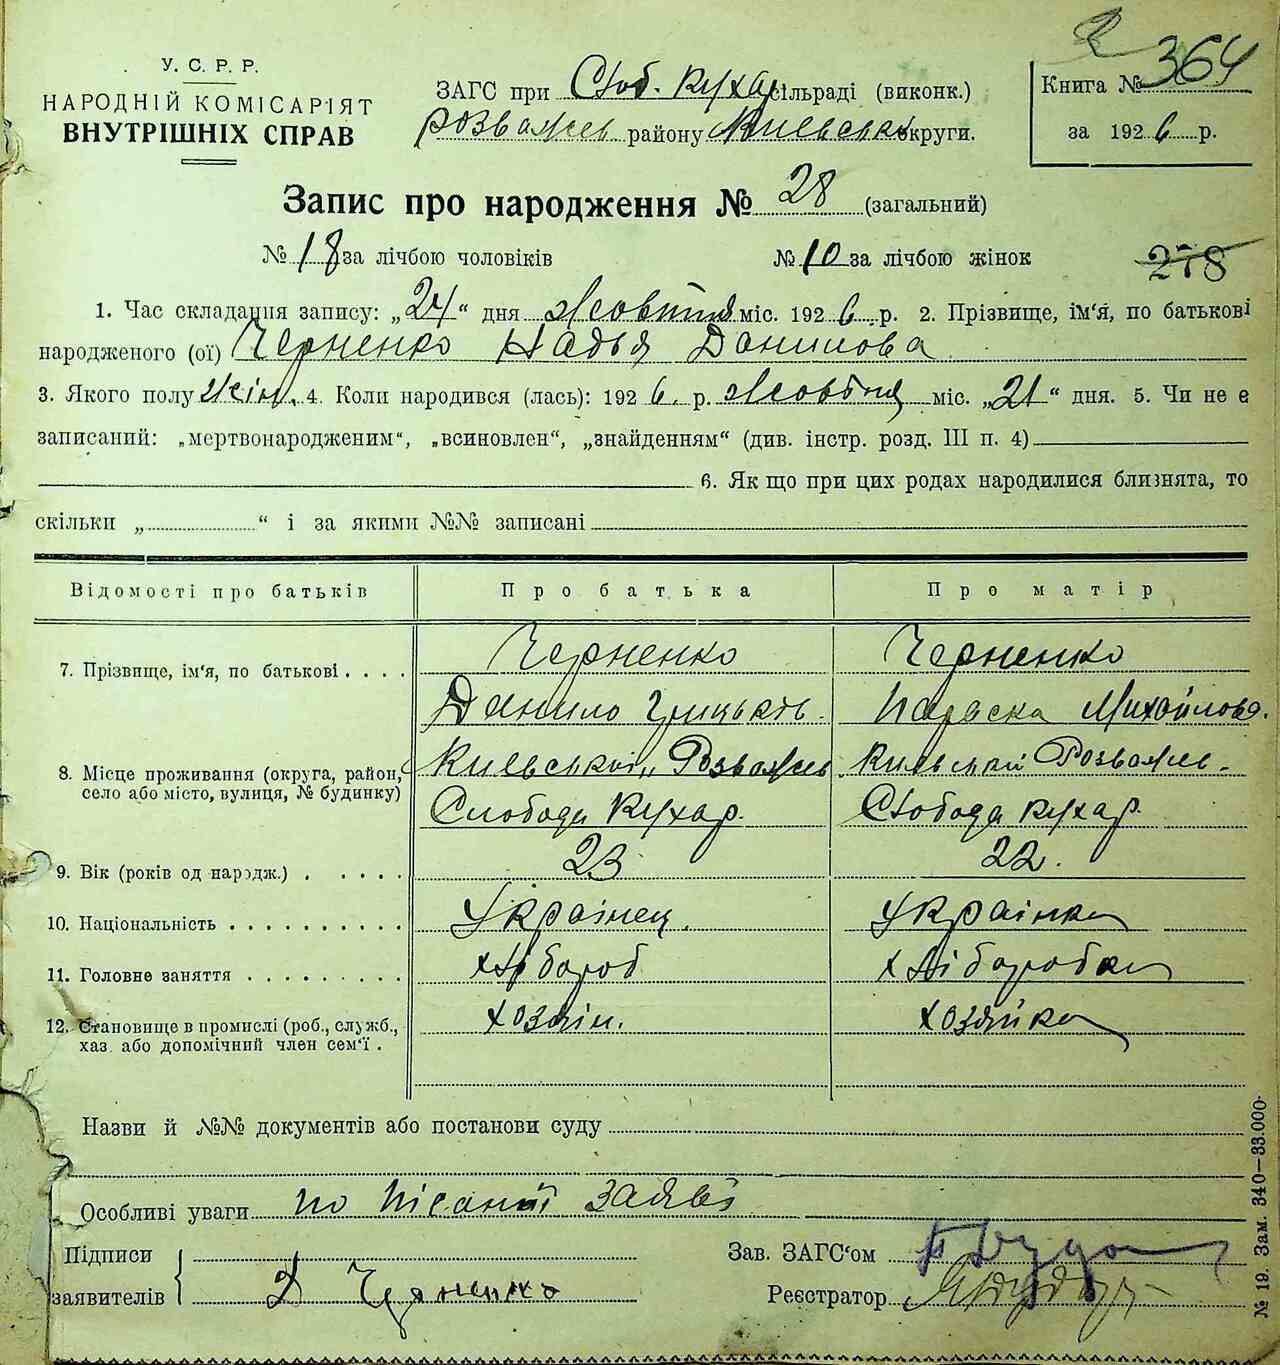 У. С. Р. Р.
НАРОДНІЙ КОМІСАРІЯТ
ВНУТРІШНІХ СПРАВ
ЗАГС при Слоб. Кухар. сільраді (виконк.)
Розважев району Київської округи.
Книга № 364
за 1926 р.
Запис про народження № 28 (загальний)
№ 18 за лічбою чоловіків № 10 за лічбою жінок 278
1. Час складання запису: „24“ дня жовтня міс. 1926 р. 2. Прізвище, ім‘я, по батькові
народженого (ої) Черненко Надья Данилова
3. Якого полу жін. 4. Коли народився (лась): 1926. р. жовтня міс. „21“ дня. 5. Чи не є
записаний: „мертвонародженим“, „всиновлен“, „знайденням“ (див. інстр. розд. III п. 4)
6. Як що при цих родах народилися близнята, то
скільки „ “ і за якими №№ записані
Відомості про батьків Про батька Про матір
7. Прізвище, ім‘я, по батькові Черненко Черненко
Данило Грицьків. Параска Михойлова.
8. Місце проживання (округа, район, Киевськоі Розважев Киевськоі Розважев.
село або місто, вулиця, № будинку) Слобода Кухар. Слобода Кухар.
9. Вік (років од народж.) 23 22.
10. Національність Украінец. Украінка
11. Головне заняття хлібороб хліборобка
12. Становище в промислі (роб., служб., хозяін. хозяйка
хаз. або допомічний член сем‘ї.
Назви й №№ документів або постанови суду
Особливі уваги по пісаній заяві
Підписи
заявителів Д Черненко
Зав. ЗАГС‘ом
Реєстратор
№ 19. Зам. 340—33.000.